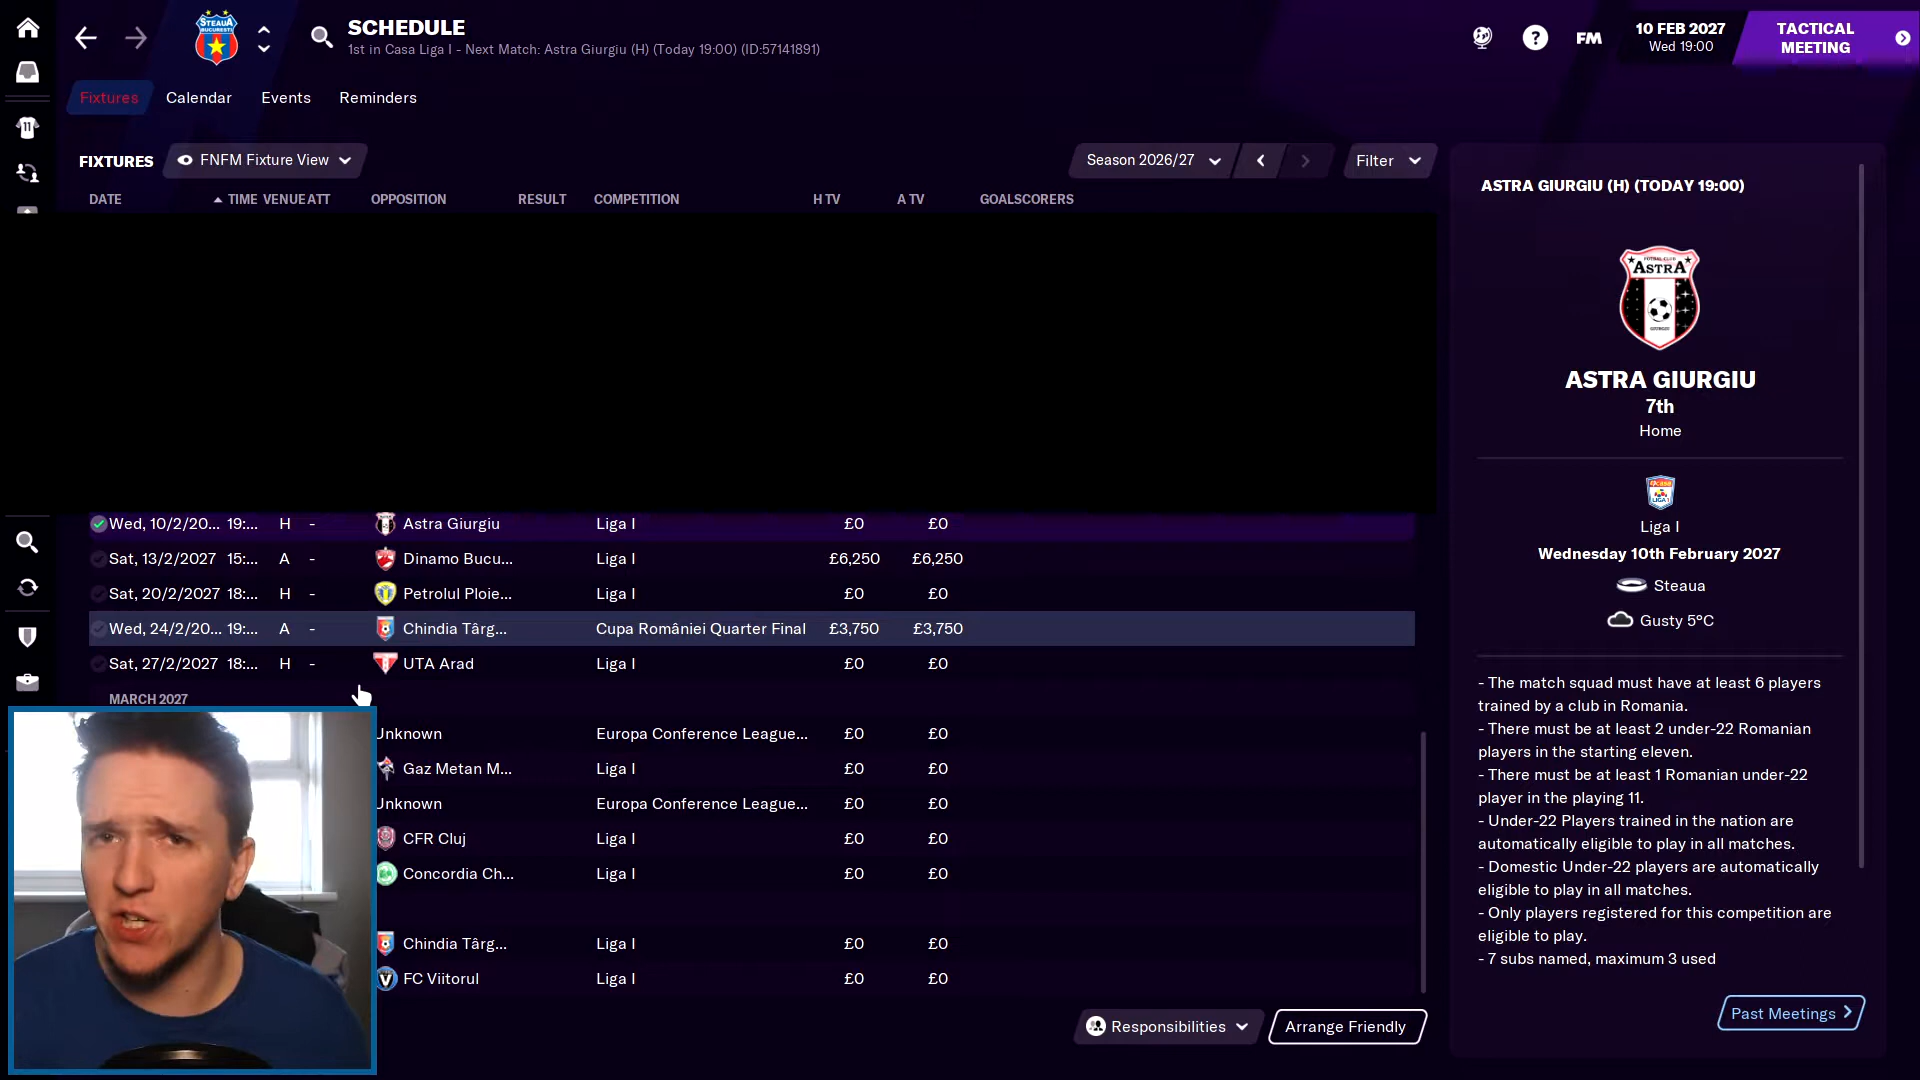 STEAUA
BUCURESTI
SCHEDULE
1st in Casa Liga I - Next Match: Astra Giurgiu (H) (Today 19:00) (ID:57141891)
FM
10 FEB 2027
Wed 19:00
TACTICAL
MEETING
Fixtures
Calendar
Events
Reminders
11
FIXTURES
FNFM Fixture View
Season 2026/27
Filter
DATE TIME VENUE ATT OPPOSITION RESULT COMPETITION H TV A TV GOALSCORERS
Wed, 10/2/20... 19:... H - Astra Giurgiu Liga I £0 £0
Sat, 13/2/2027 15:... A - Dinamo Bucu... Liga I £6,250 £6,250
Sat, 20/2/2027 18:... H - Petrolul Ploie... Liga I £0 £0
Wed, 24/2/20... 19:... A - Chindia Târg... Cupa României Quarter Final £3,750 £3,750
Sat, 27/2/2027 18:... H - UTA Arad Liga I £0 £0
MARCH 2027
Unknown Europa Conference League... £0 £0
Gaz Metan M... Liga I £0 £0
Unknown Europa Conference League... £0 £0
CFR Cluj Liga I £0 £0
Concordia Ch... Liga I £0 £0
Chindia Târg... Liga I £0 £0
FC Viitorul Liga I £0 £0
Responsibilities
Arrange Friendly
ASTRA GIURGIU (H) (TODAY 19:00)
ASTRA
GIURGIU
ASTRA GIURGIU
7th
Home
Liga I
Wednesday 10th February 2027
Steaua
Gusty 5°C
- The match squad must have at least 6 players
trained by a club in Romania.
- There must be at least 2 under-22 Romanian
players in the starting eleven.
- There must be at least 1 Romanian under-22
player in the playing 11.
- Under-22 Players trained in the nation are
automatically eligible to play in all matches.
- Domestic Under-22 players are automatically
eligible to play in all matches.
- Only players registered for this competition are
eligible to play.
- 7 subs named, maximum 3 used
Past Meetings